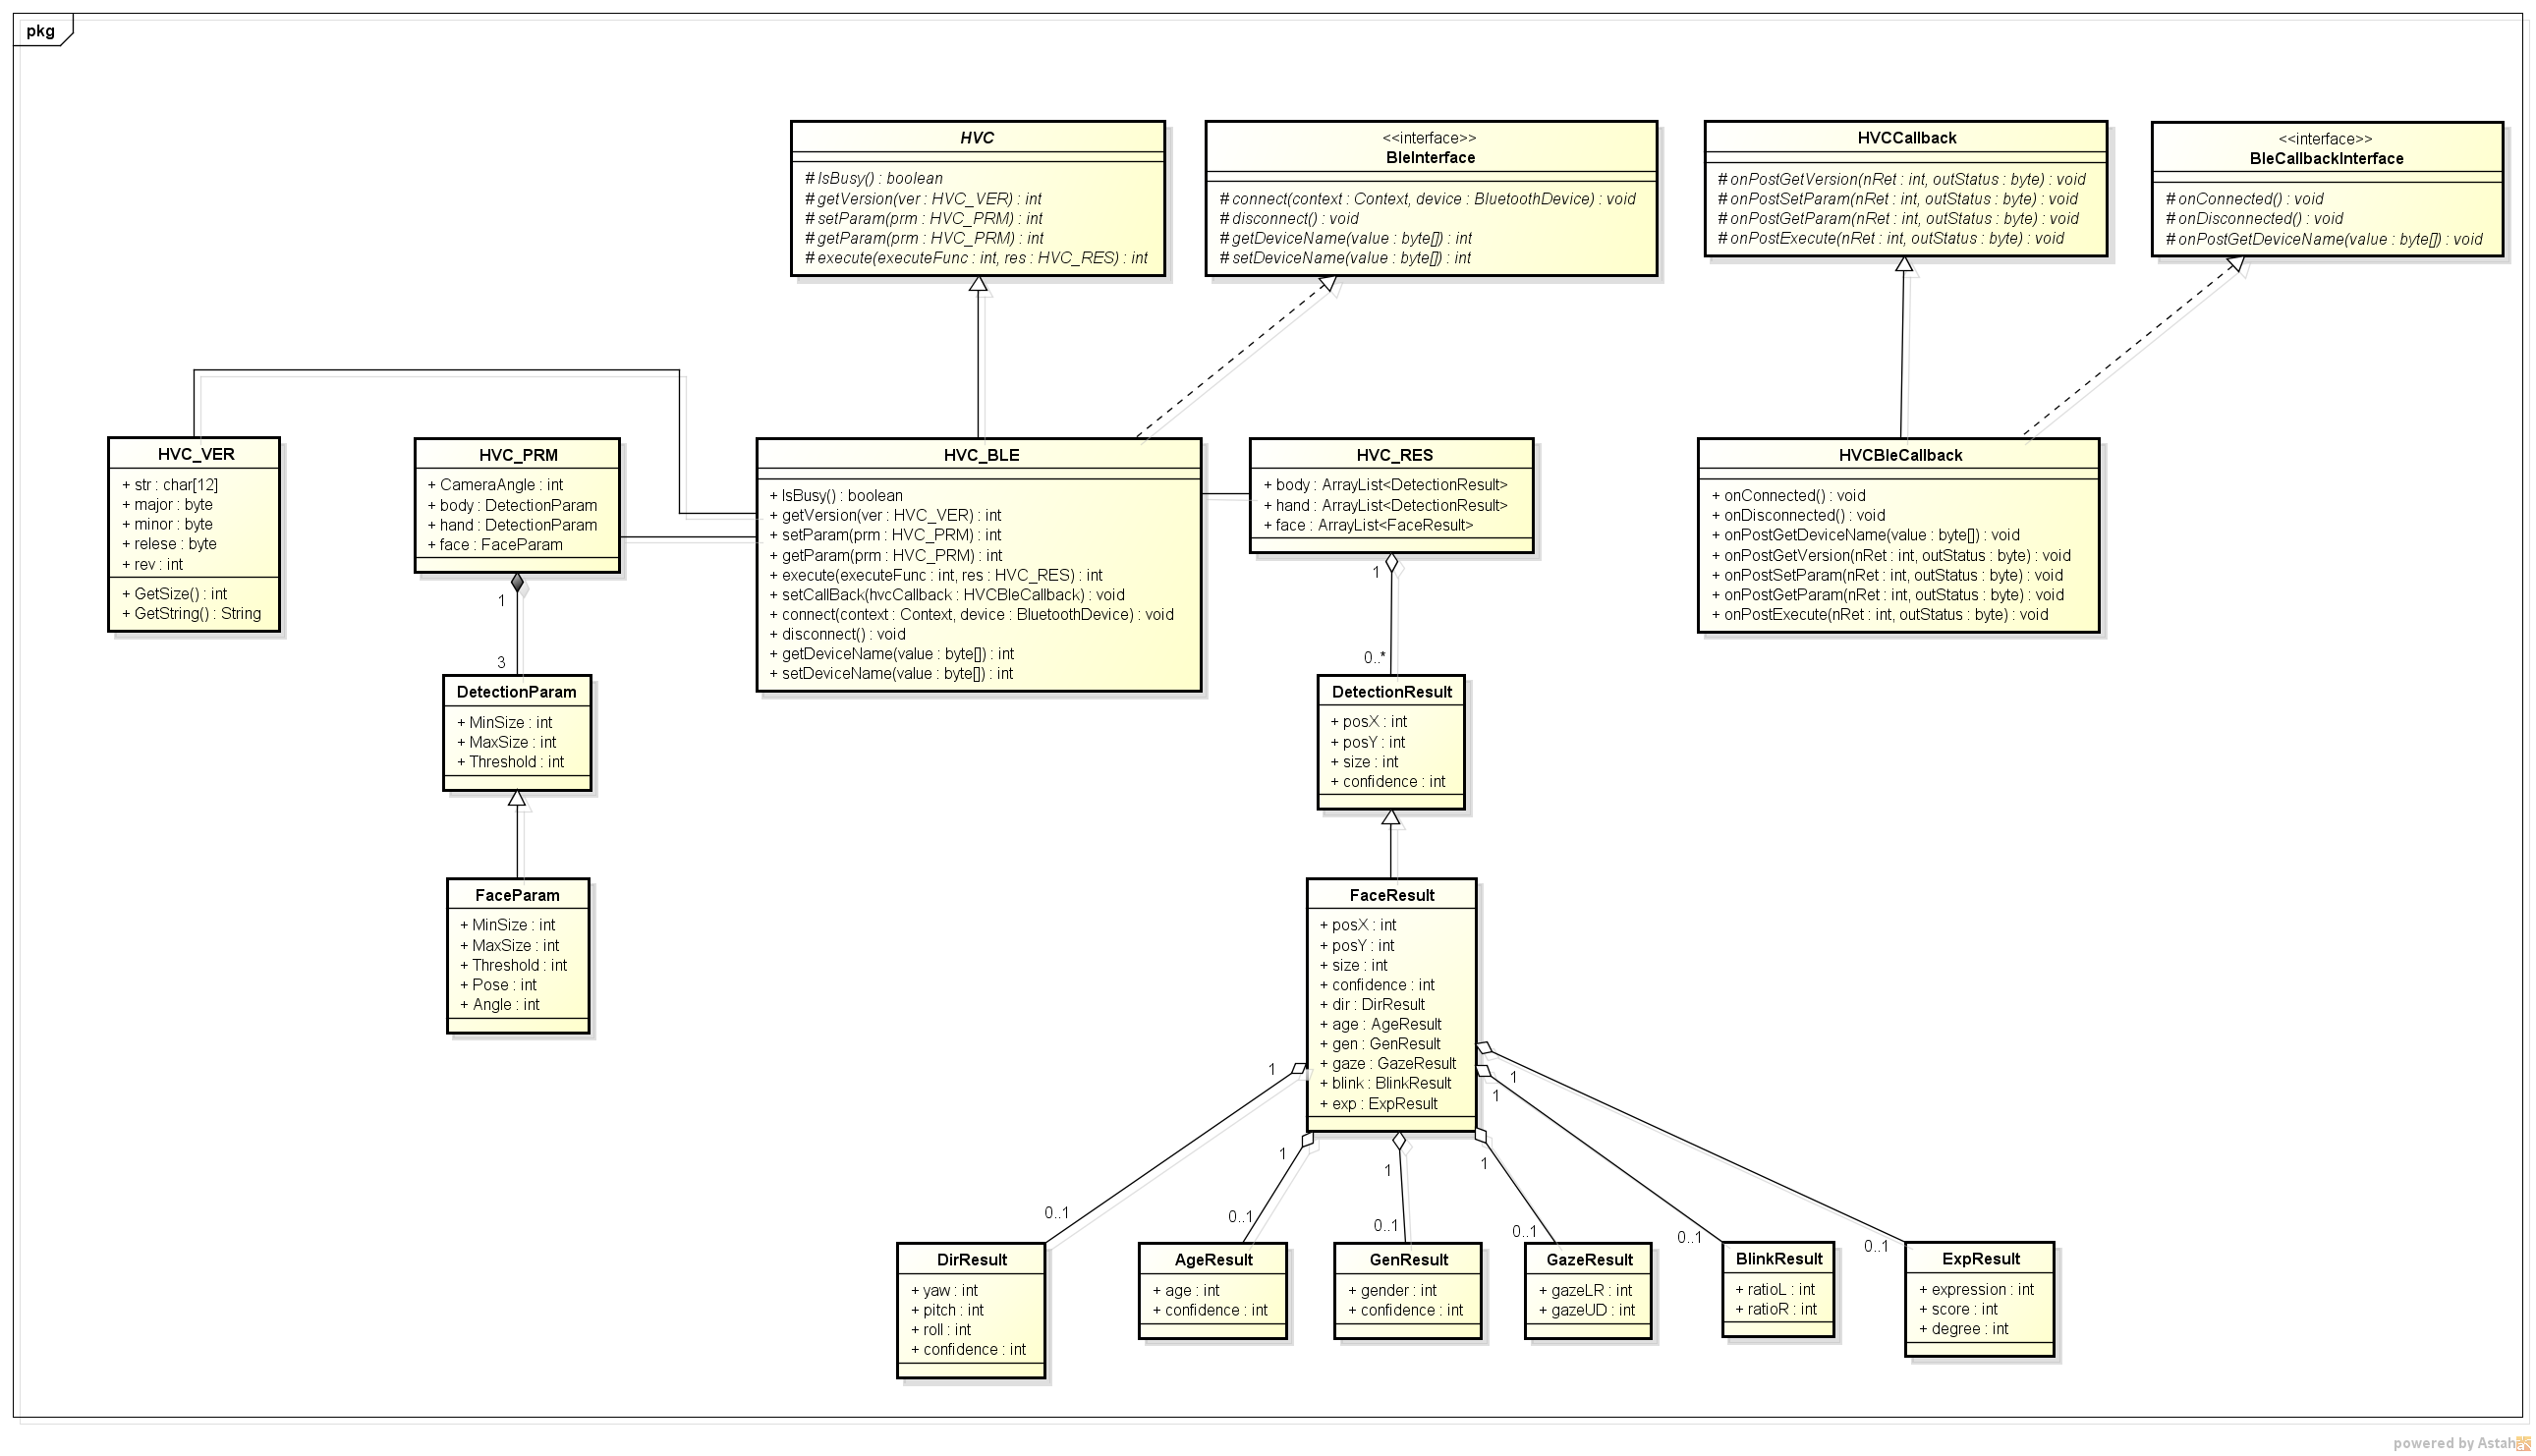 pkg
HVC
# IsBusy() : boolean
# getVersion(ver : HVC_VER) : int
# setParam(prm : HVC_PRM) : int
# getParam(prm : HVC_PRM) : int
# execute(executeFunc : int, res : HVC_RES) : int
<<interface>>
BleInterface
# connect(context : Context, device : BluetoothDevice) : void
# disconnect() : void
# getDeviceName(value : byte[]) : int
# setDeviceName(value : byte[]) : int
HVCCallback
# onPostGetVersion(nRet : int, outStatus : byte) : void
# onPostSetParam(nRet : int, outStatus : byte) : void
# onPostGetParam(nRet : int, outStatus : byte) : void
# onPostExecute(nRet : int, outStatus : byte) : void
<<interface>>
BleCallbackInterface
# onConnected() : void
# onDisconnected() : void
# onPostGetDeviceName(value : byte[]) : void
HVC_VER
+ str : char[12]
+ major : byte
+ minor : byte
+ relese : byte
+ rev : int
+ GetSize() : int
+ GetString() : String
HVC_PRM
+ CameraAngle : int
+ body : DetectionParam
+ hand : DetectionParam
+ face : FaceParam
1
3
HVC_BLE
+ IsBusy() : boolean
+ getVersion(ver : HVC_VER) : int
+ setParam(prm : HVC_PRM) : int
+ getParam(prm : HVC_PRM) : int
+ execute(executeFunc : int, res : HVC_RES) : int
+ setCallBack(hvcCallback : HVCBleCallback) : void
+ connect(context : Context, device : BluetoothDevice) : void
+ disconnect() : void
+ getDeviceName(value : byte[]) : int
+ setDeviceName(value : byte[]) : int
HVC_RES
+ body : ArrayList<DetectionResult>
+ hand : ArrayList<DetectionResult>
+ face : ArrayList<FaceResult>
1
0..*
HVCBleCallback
+ onConnected() : void
+ onDisconnected() : void
+ onPostGetDeviceName(value : byte[]) : void
+ onPostGetVersion(nRet : int, outStatus : byte) : void
+ onPostSetParam(nRet : int, outStatus : byte) : void
+ onPostGetParam(nRet : int, outStatus : byte) : void
+ onPostExecute(nRet : int, outStatus : byte) : void
DetectionParam
+ MinSize : int
+ MaxSize : int
+ Threshold : int
DetectionResult
+ posX : int
+ posY : int
+ size : int
+ confidence : int
FaceParam
+ MinSize : int
+ MaxSize : int
+ Threshold : int
+ Pose : int
+ Angle : int
FaceResult
+ posX : int
+ posY : int
+ size : int
+ confidence : int
+ dir : DirResult
+ age : AgeResult
+ gen : GenResult
+ gaze : GazeResult
+ blink : BlinkResult
+ exp : ExpResult
1
1
1
1
1
1
0..1
0..1
0..1
0..1
0..1
0..1
DirResult
+ yaw : int
+ pitch : int
+ roll : int
+ confidence : int
AgeResult
+ age : int
+ confidence : int
GenResult
+ gender : int
+ confidence : int
GazeResult
+ gazeLR : int
+ gazeUD : int
BlinkResult
+ ratioL : int
+ ratioR : int
ExpResult
+ expression : int
+ score : int
+ degree : int
powered by Astah